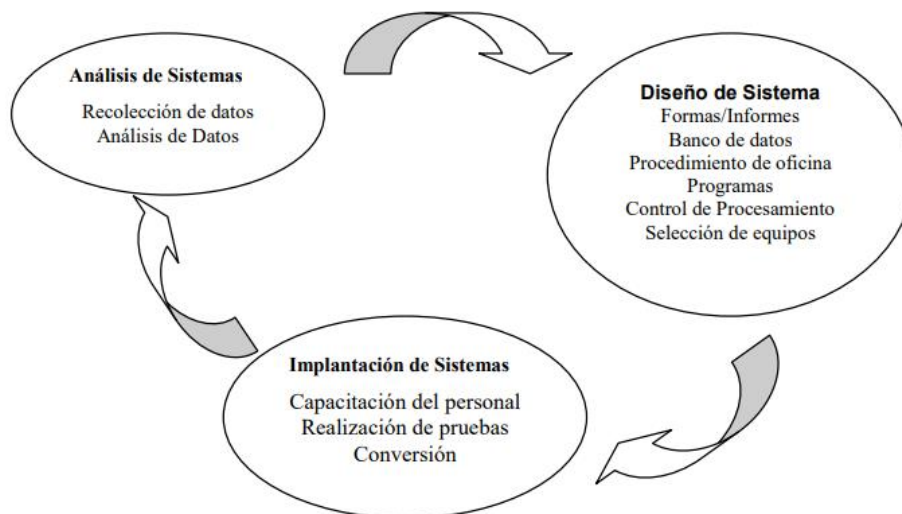 Análisis de Sistemas
Recolección de datos
Análisis de Datos
Diseño de Sistema
Formas/Informes
Banco de datos
Procedimiento de oficina
Programas
Control de Procesamiento
Selección de equipos
Implantación de Sistemas
Capacitación del personal
Realización de pruebas
Conversión